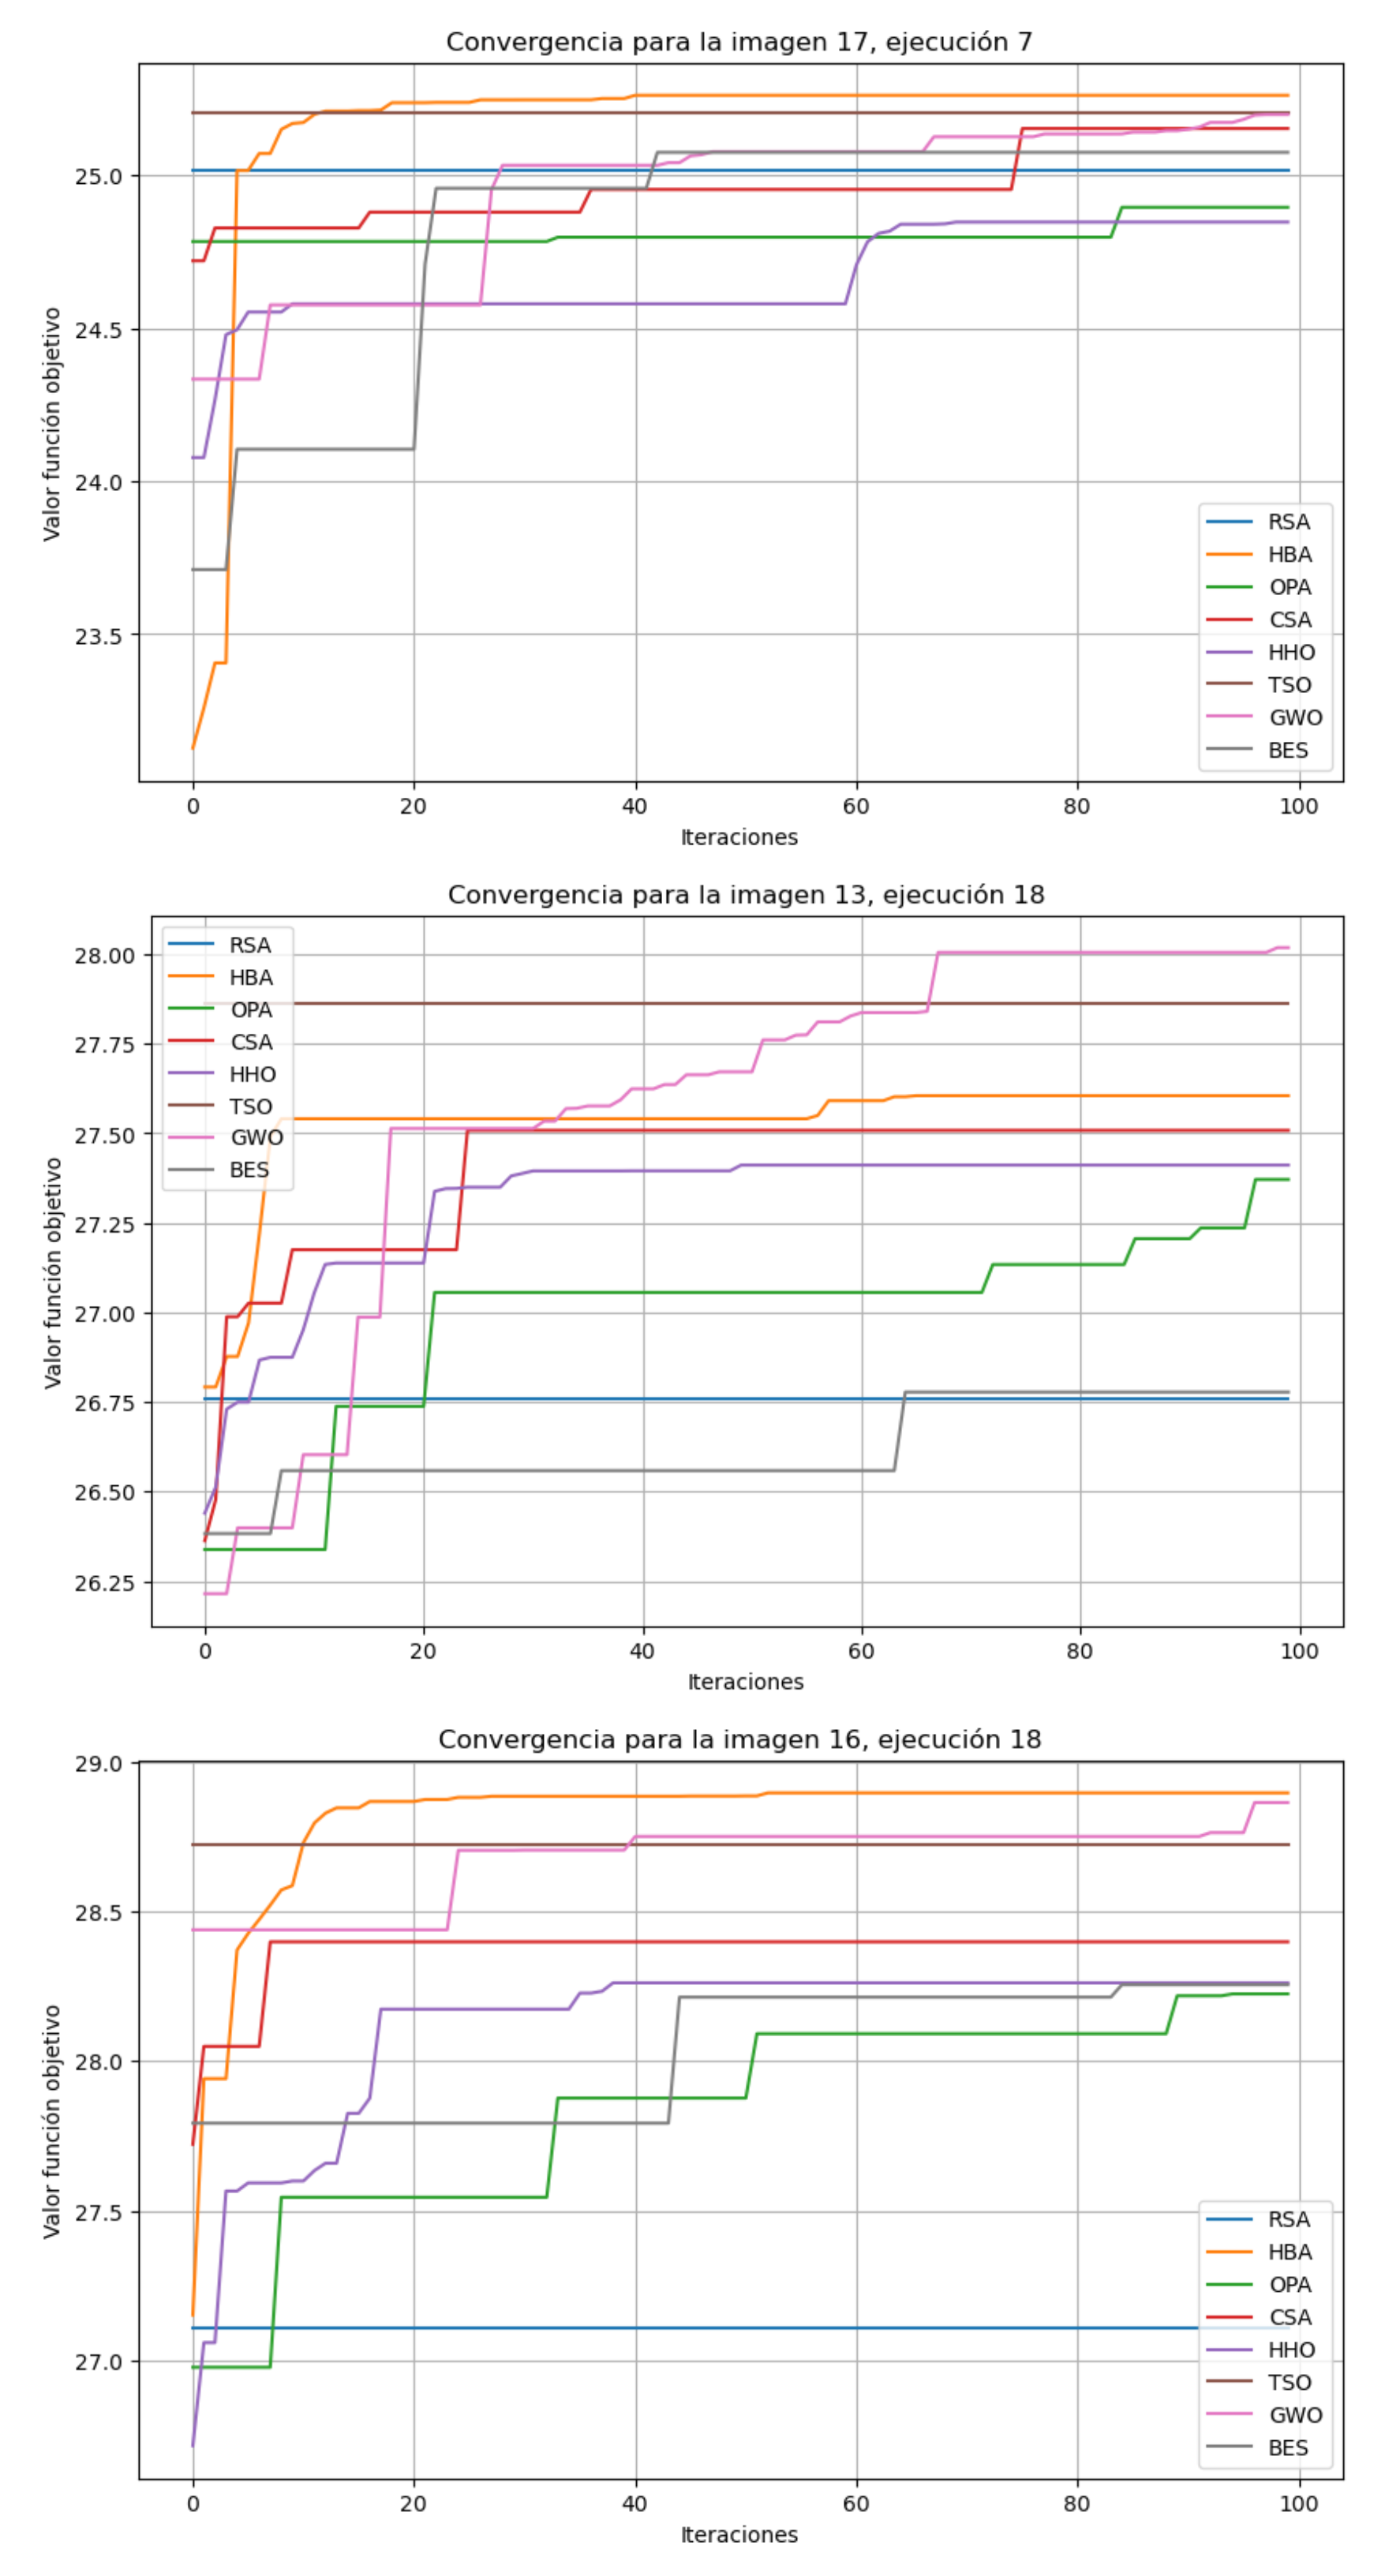 Convergencia para la imagen 17, ejecución 7
Valor función objetivo
25.0
24.5
24.0
23.5
RSA
HBA
OPA
CSA
HHO
TSO
GWO
BES
0 20 40 60 80 100
Iteraciones
Convergencia para la imagen 13, ejecución 18
Valor función objetivo
28.00
27.75
27.50
27.25
27.00
26.75
26.50
26.25
RSA
HBA
OPA
CSA
HHO
TSO
GWO
BES
0 20 40 60 80 100
Iteraciones
Convergencia para la imagen 16, ejecución 18
Valor función objetivo
29.0
28.5
28.0
27.5
27.0
RSA
HBA
OPA
CSA
HHO
TSO
GWO
BES
0 20 40 60 80 100
Iteraciones